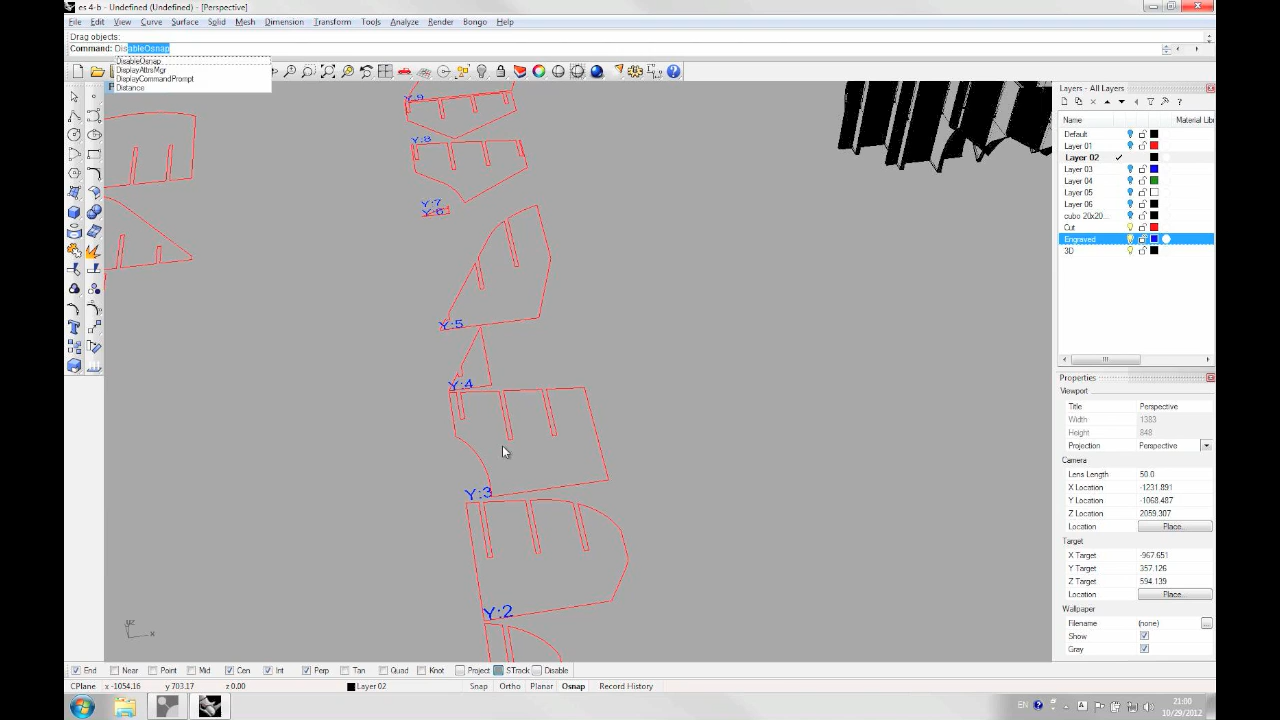 es 4-b - Undefined (Undefined) - [Perspective]
File Edit View Curve Surface Solid Mesh Dimension Transform Tools Analyze Render Bongo Help
Drag objects:
Command: DisableOsnap
DisableOsnap
DisplayAttrsMgr
DisplayCommandPrompt
Distance
Y:9
Y:8
Y:7
Y:6
Y:5
Y:4
Y:3
Y:2
Layers - All Layers
Name Material Libr
Default
Layer 01
Layer 02
Layer 03
Layer 04
Layer 05
Layer 06
cubo 20x20...
Cut
Engraved
3D
Properties
Viewport
Title Perspective
Width 1383
Height 848
Projection Perspective
Camera
Lens Length 50.0
X Location -1231.891
Y Location -1068.487
Z Location 2059.307
Location Place...
Target
X Target -967.651
Y Target 357.126
Z Target 594.139
Location Place...
Wallpaper
Filename (none) ...
Show
Gray
End Near Point Mid Con Int Perp Tan Quad Knot Project STrack Disable
CPlane x -1054.16 y 703.17 z 0.00 Layer 02 Snap Ortho Planar Osnap Record History
EN 21:00
10/29/2012